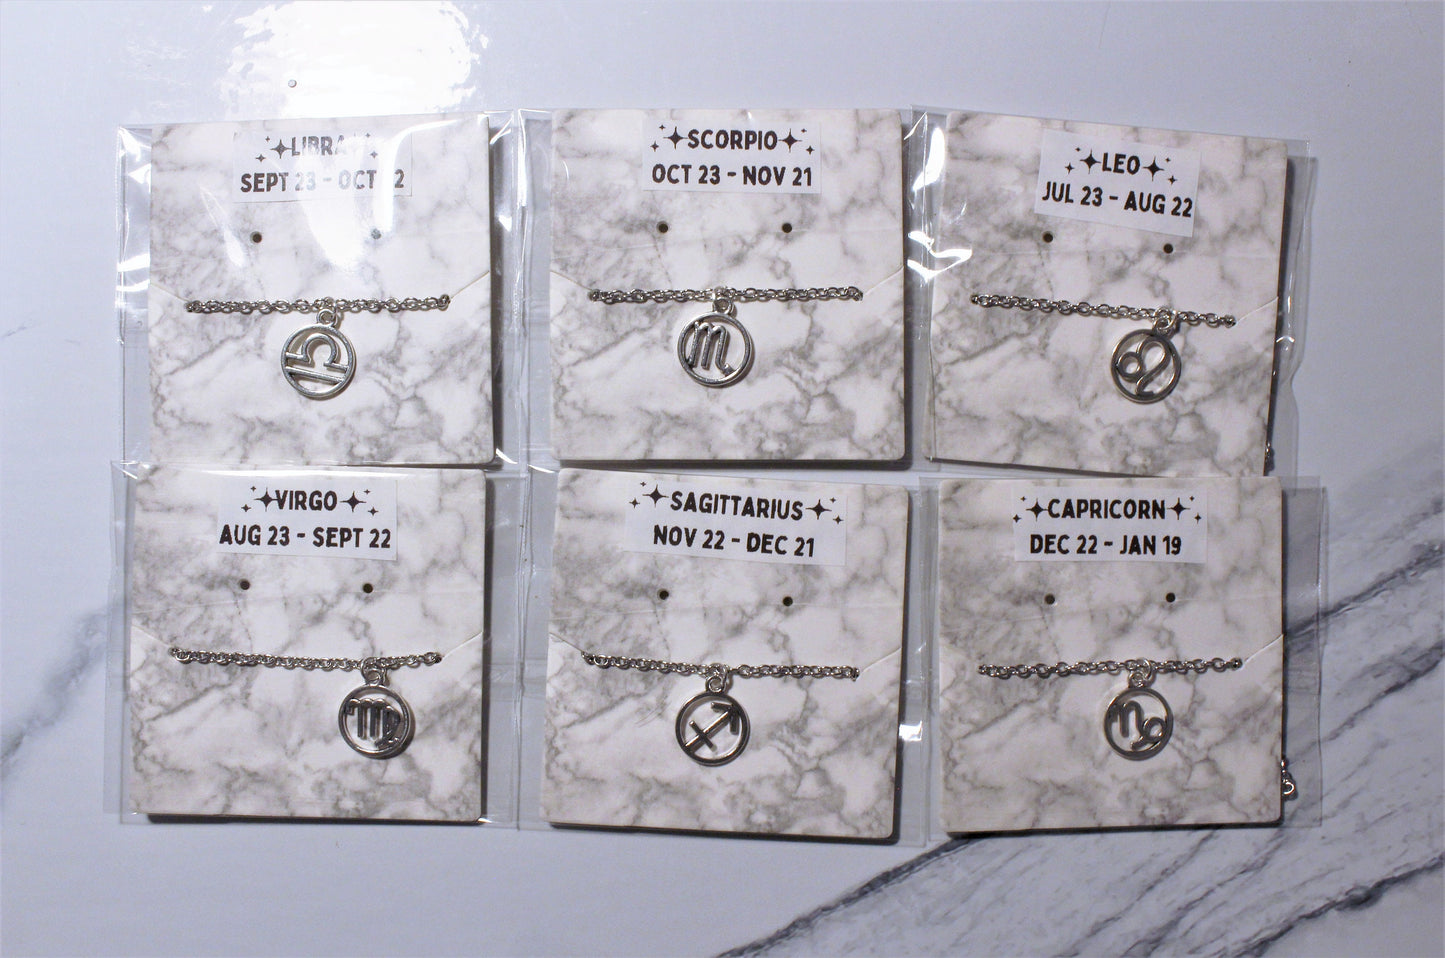 LIBRA
SEPT 23 - OCT 22
SCORPIO
OCT 23 - NOV 21
LEO
JUL 23 - AUG 22
VIRGO
AUG 23 - SEPT 22
SAGITTARIUS
NOV 22 - DEC 21
CAPRICORN
DEC 22 - JAN 19